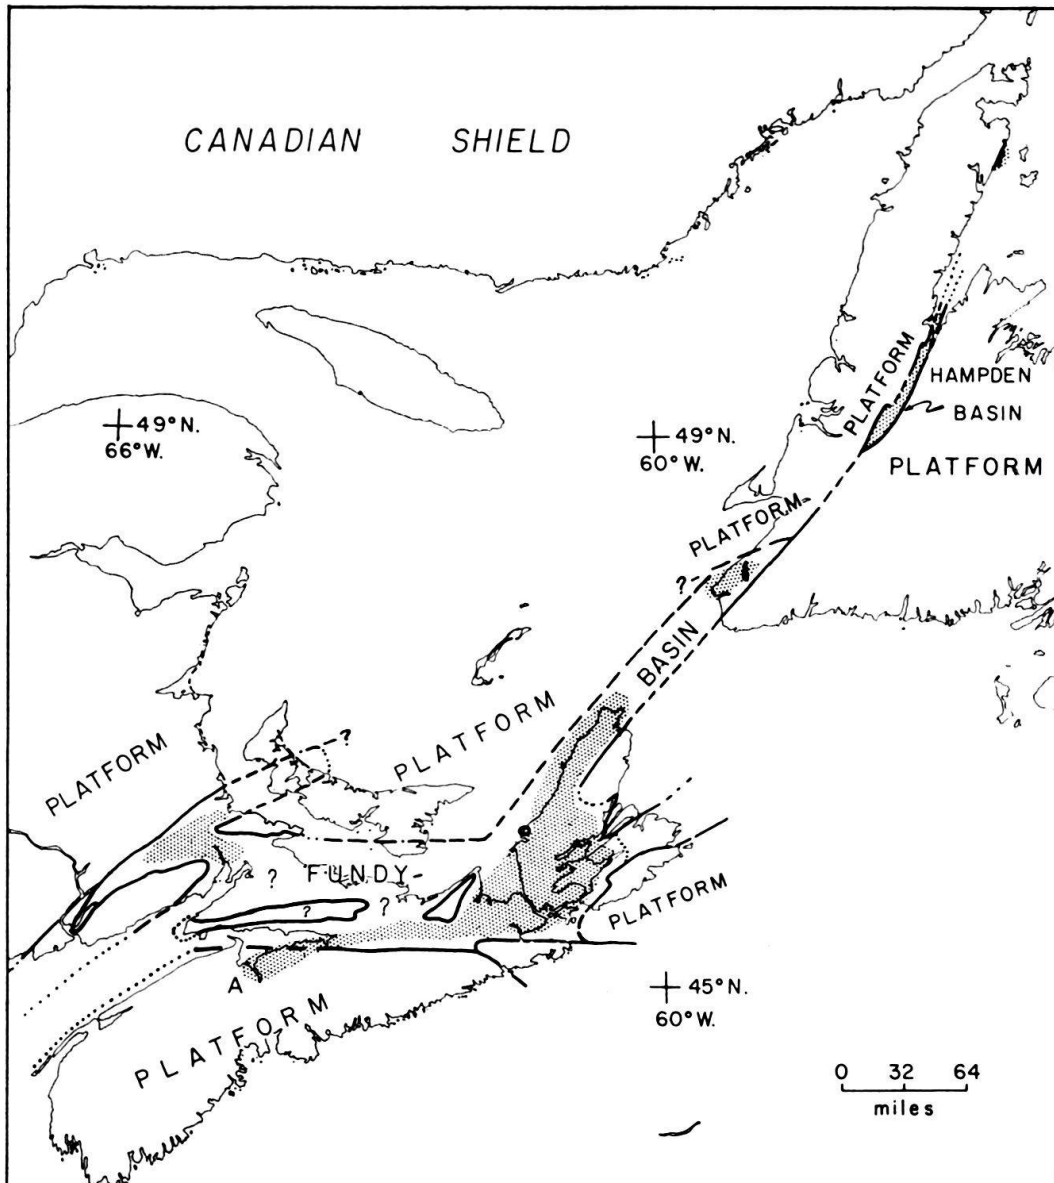 CANADIAN SHIELD
PLATFORM
HAMPDEN
BASIN
49°N.
66°W.
49°N.
60°W.
PLATFORM
PLATFORM
?
BASIN
PLATFORM
?
PLATFORM
? FUNDY-
? ?
PLATFORM
A
45°N.
60°W.
PLATFORM
0 32 64
miles